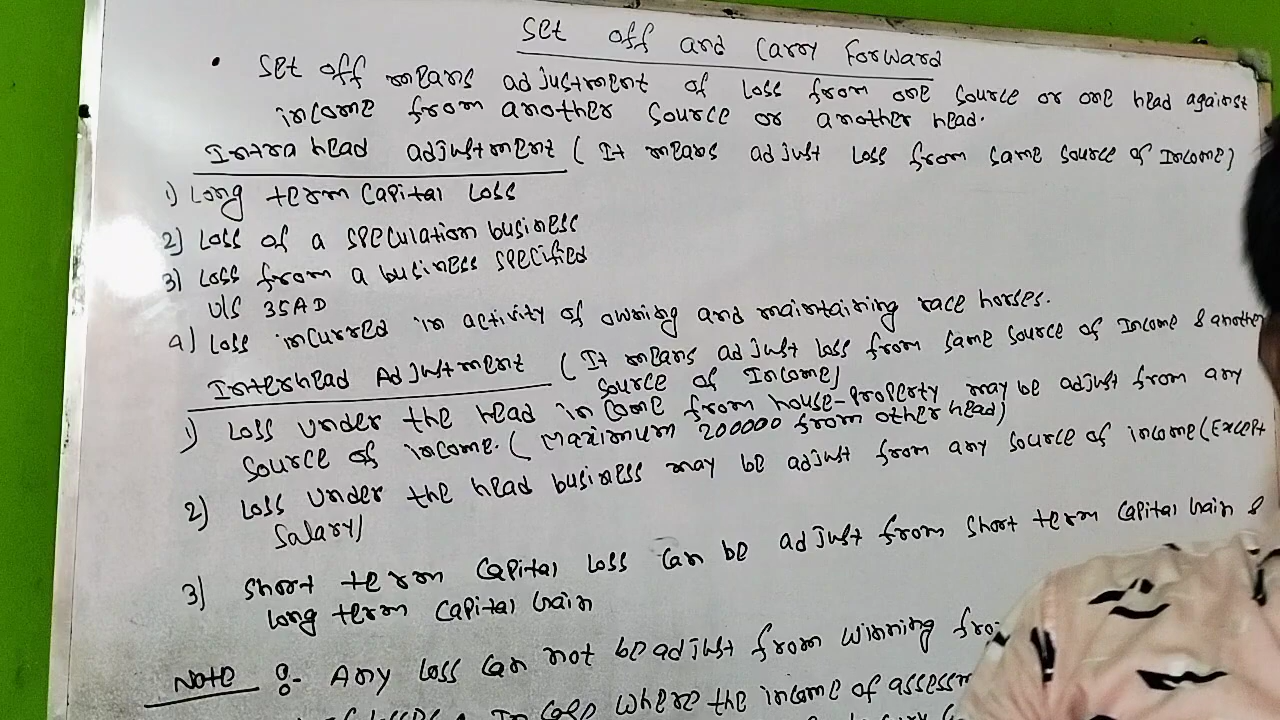 Set off and Carry Forward
• Set off means adjustment of loss from one source or one head against
income from another source or another head.
Intra head adjustment ( It means adjust loss from same source of Income)
1) Long term Capital Loss
2) Loss of a speculation business
3) Loss from a business specified
U/S 35AD
4) Loss incurred in activity of owning and maintaining race horses.
Interhead Adjustment ( It means adjust loss from same source of Income & another
source of Income)
1) Loss under the head income from house-property may be adjust from any
source of income. ( Maximum 200000 from other head)
2) Loss under the head business may be adjust from any source of income (Except
Salary)
3) Short term capital loss can be adjust from short term capital gain &
long term capital gain
Note :- Any loss can not be adjust from winning
In case where the income of